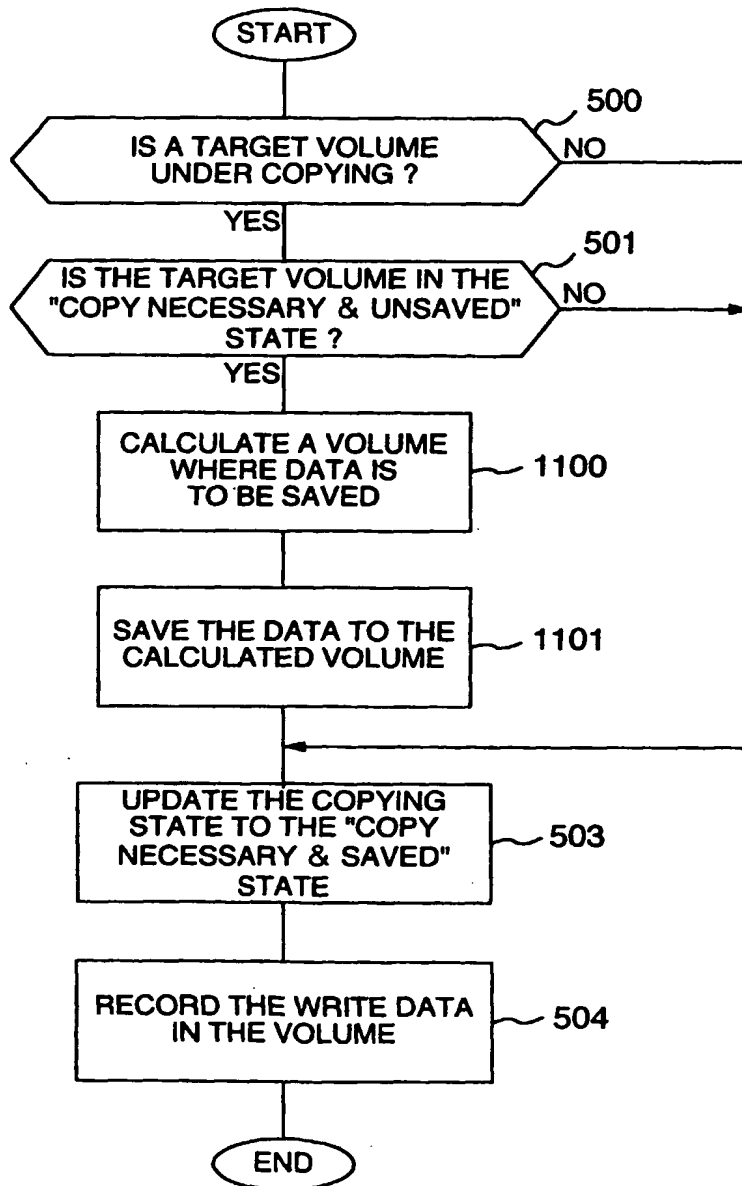 START
500
IS A TARGET VOLUME
UNDER COPYING ?
NO
YES
501
IS THE TARGET VOLUME IN THE
"COPY NECESSARY & UNSAVED"
STATE ?
NO
YES
CALCULATE A VOLUME
WHERE DATA IS
TO BE SAVED
1100
SAVE THE DATA TO THE
CALCULATED VOLUME
1101
UPDATE THE COPYING
STATE TO THE "COPY
NECESSARY & SAVED"
STATE
503
RECORD THE WRITE DATA
IN THE VOLUME
504
END